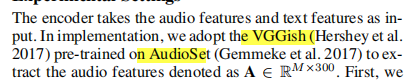 The encoder takes the audio features and text features as in-
put. In implementation, we adopt the VGGish (Hershey et al.
2017) pre-trained on AudioSet (Gemmeke et al. 2017) to ex-
tract the audio features denoted as A ∈ ℝ^{M×300}. First, we